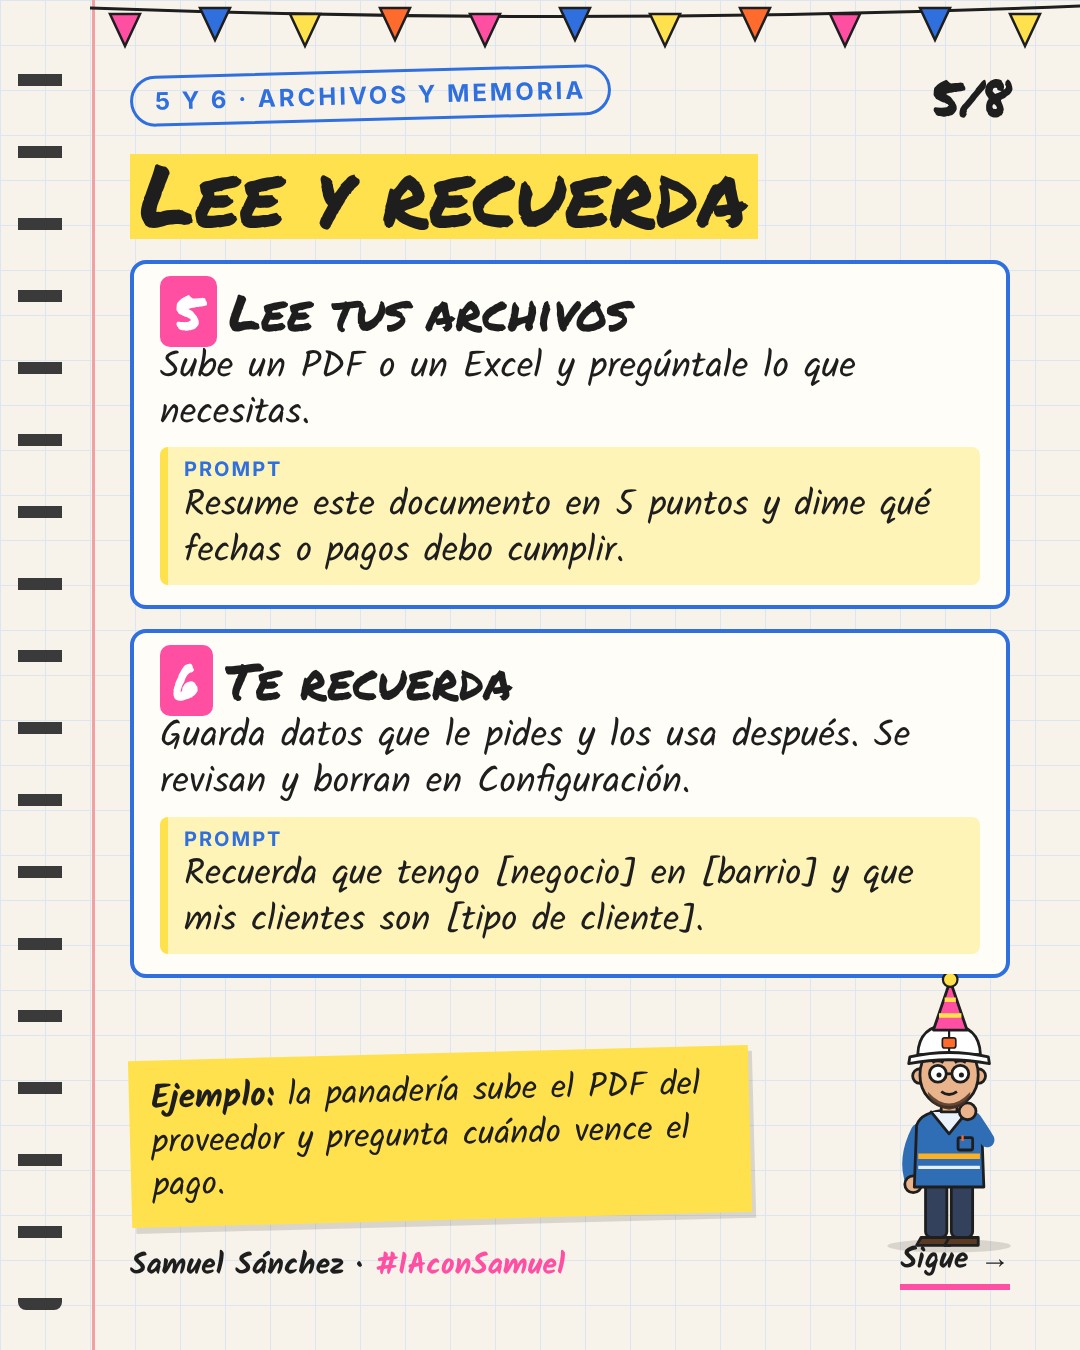 5 Y 6 · ARCHIVOS Y MEMORIA
5/8
LEE Y RECUERDA
5 LEE TUS ARCHIVOS
Sube un PDF o un Excel y pregúntale lo que
necesitas.
PROMPT
Resume este documento en 5 puntos y dime qué
fechas o pagos debo cumplir.
6 TE RECUERDA
Guarda datos que le pides y los usa después. Se
revisan y borran en Configuración.
PROMPT
Recuerda que tengo [negocio] en [barrio] y que
mis clientes son [tipo de cliente].
Ejemplo: la panadería sube el PDF del
proveedor y pregunta cuándo vence el
pago.
Samuel Sánchez · #IAconSamuel
Sigue →